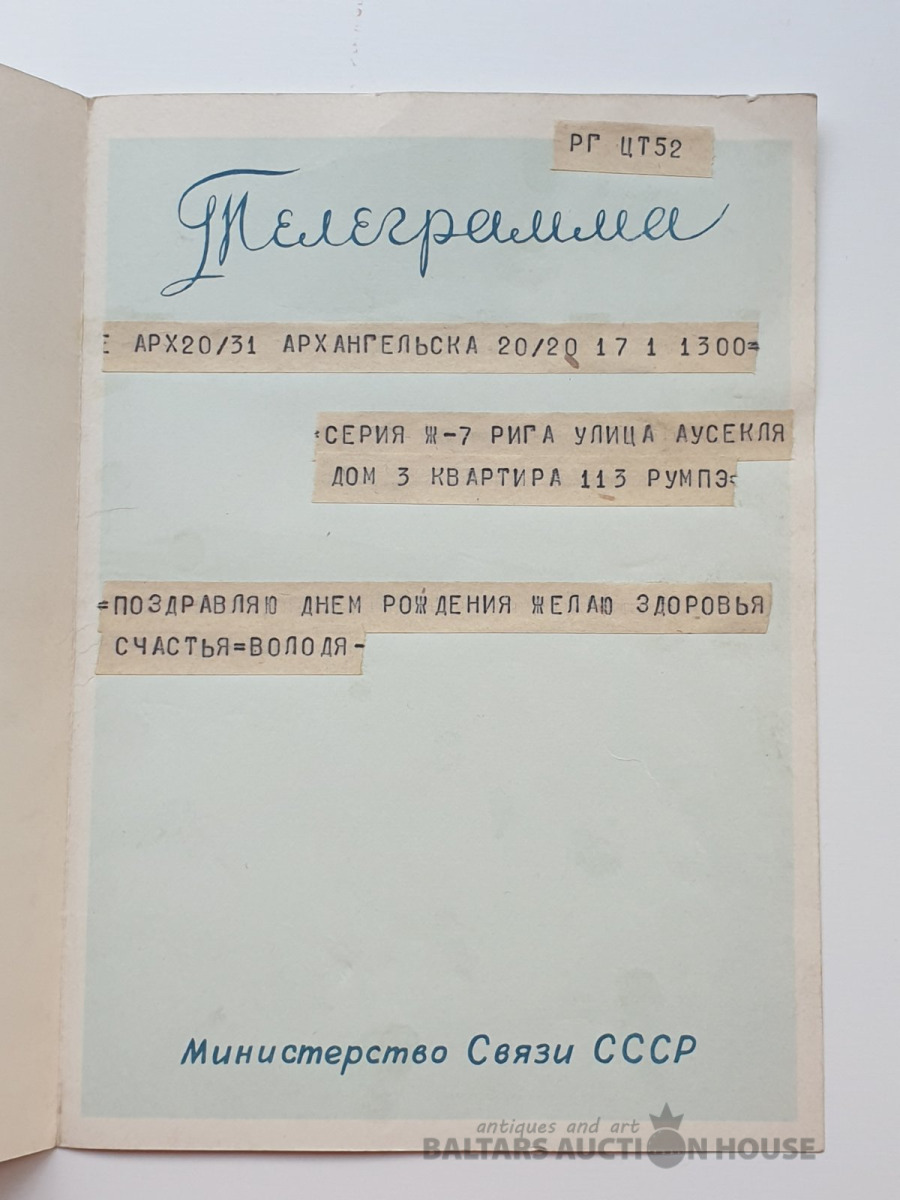 РГ ЦТ52
Телеграмма
Е АРХ20/31 АРХАНГЕЛЬСКА 20/20 17 1 1300=
=СЕРИЯ Ж-7 РИГА УЛИЦА АУСЕКЛЯ
ДОМ 3 КВАРТИРА 113 РУМПЭ=
=ПОЗДРАВЛЯЮ ДНЕМ РОЖДЕНИЯ ЖЕЛАЮ ЗДОРОВЬЯ
СЧАСТЬЯ=ВОЛОДЯ-
Министерство Связи СССР
antiques and art
BALTARS AUCTION HOUSE